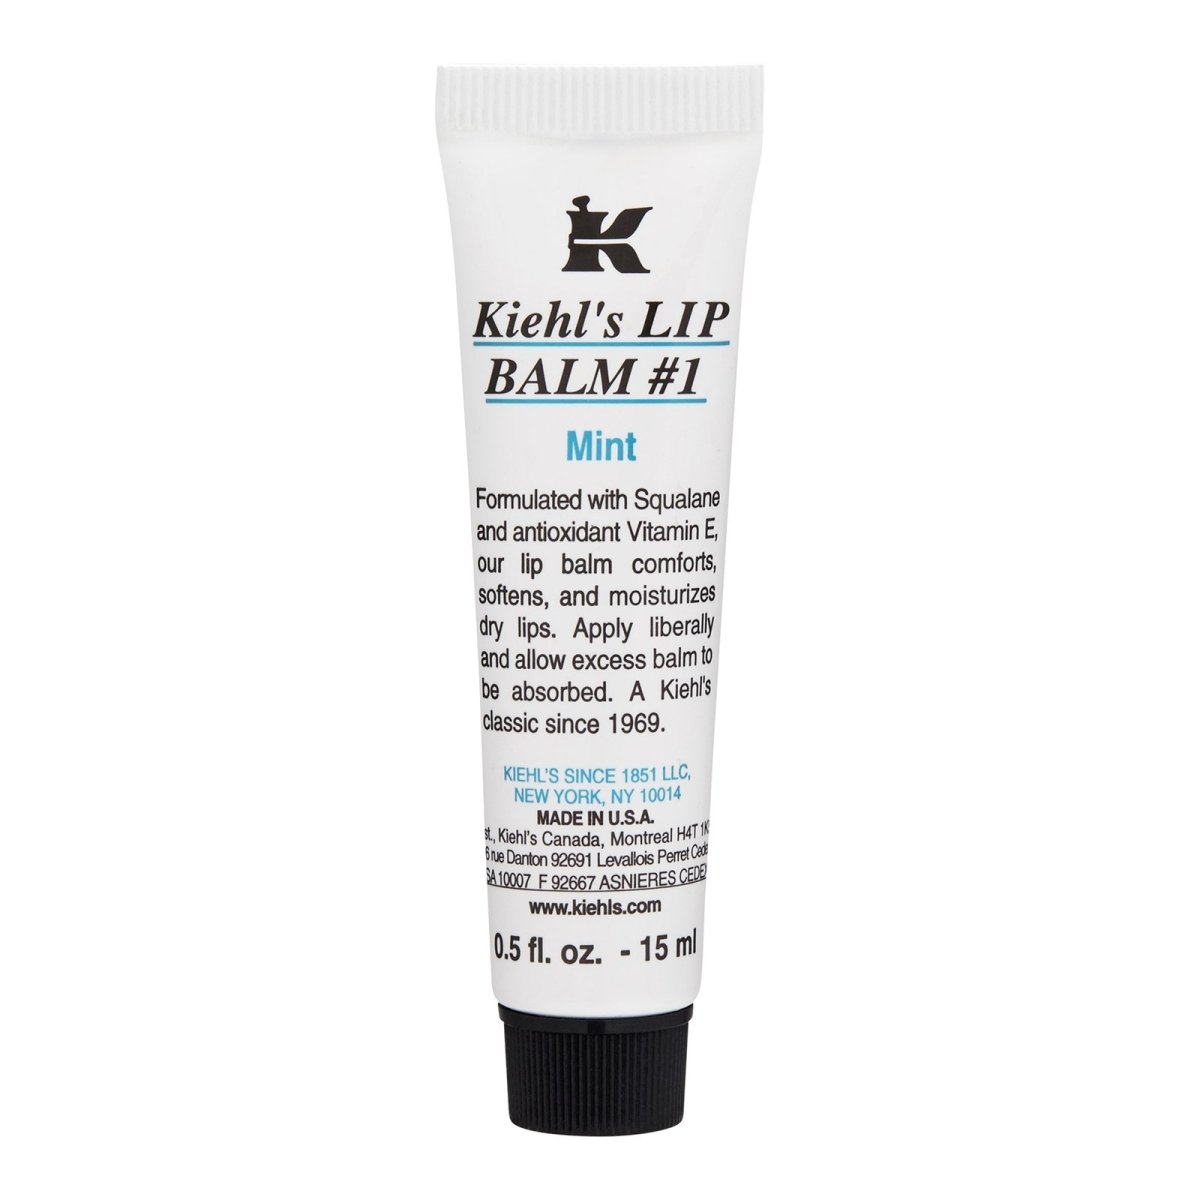 K
Kiehl's LIP
BALM #1
Mint
Formulated with Squalane
and antioxidant Vitamin E,
our lip balm comforts,
softens, and moisturizes
dry lips. Apply liberally
and allow excess balm to
be absorbed. A Kiehl's
classic since 1969.
KIEHL'S SINCE 1851 LLC,
NEW YORK, NY 10014
MADE IN U.S.A.
st., Kiehl's Canada, Montreal H4T
rue Danton 92691 Levallois Perret
10007 F 92667 ASNIERES CEDEX
www.kiehls.com
0.5 fl. oz. - 15 ml